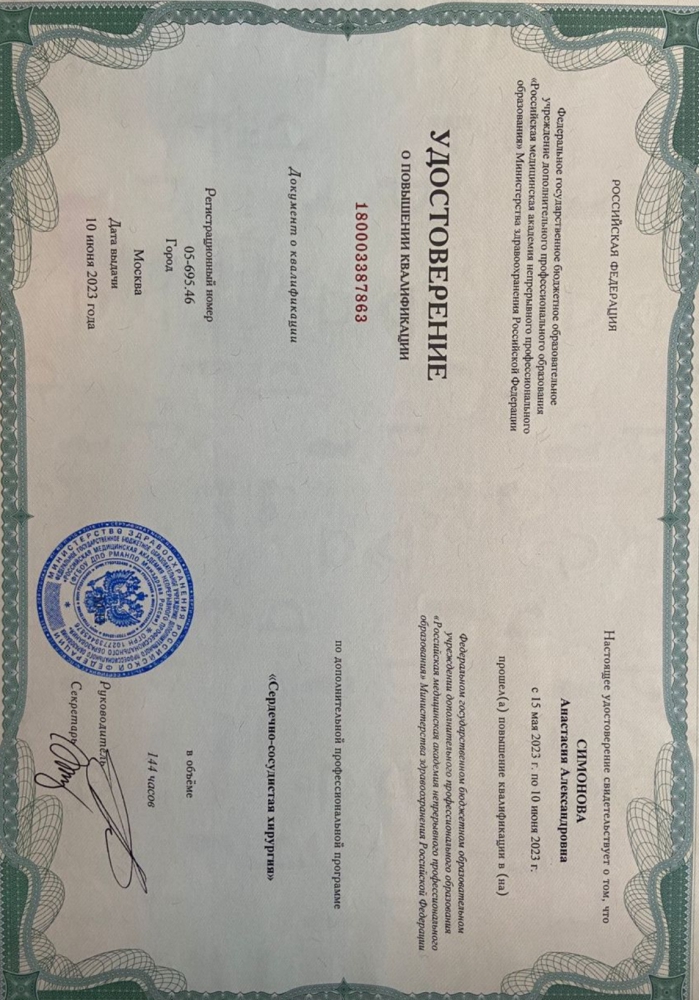 РОССИЙСКАЯ ФЕДЕРАЦИЯ
Федеральное государственное бюджетное образовательное
учреждение дополнительного профессионального образования
«Российская медицинская академия непрерывного профессионального
образования» Министерства здравоохранения Российской Федерации
УДОСТОВЕРЕНИЕ
О ПОВЫШЕНИИ КВАЛИФИКАЦИИ
180003387863
Документ о квалификации
Регистрационный номер
05-695.46
Город
Москва
Дата выдачи
10 июня 2023 года
Настоящее удостоверение свидетельствует о том, что
СИМОНОВА
Анастасия Александровна
с 15 мая 2023 г. по 10 июня 2023 г.
прошел(а) повышение квалификации в (на)
Федеральном государственном бюджетном образовательном
учреждении дополнительного профессионального образования
«Российская медицинская академия непрерывного профессионального
образования» Министерства здравоохранения Российской Федерации
по дополнительной профессиональной программе
«Сердечно-сосудистая хирургия»
в объёме
144 часов
Руководитель
Секретарь
МИНИСТЕРСТВО ЗДРАВООХРАНЕНИЯ РОССИЙСКОЙ ФЕДЕРАЦИИ